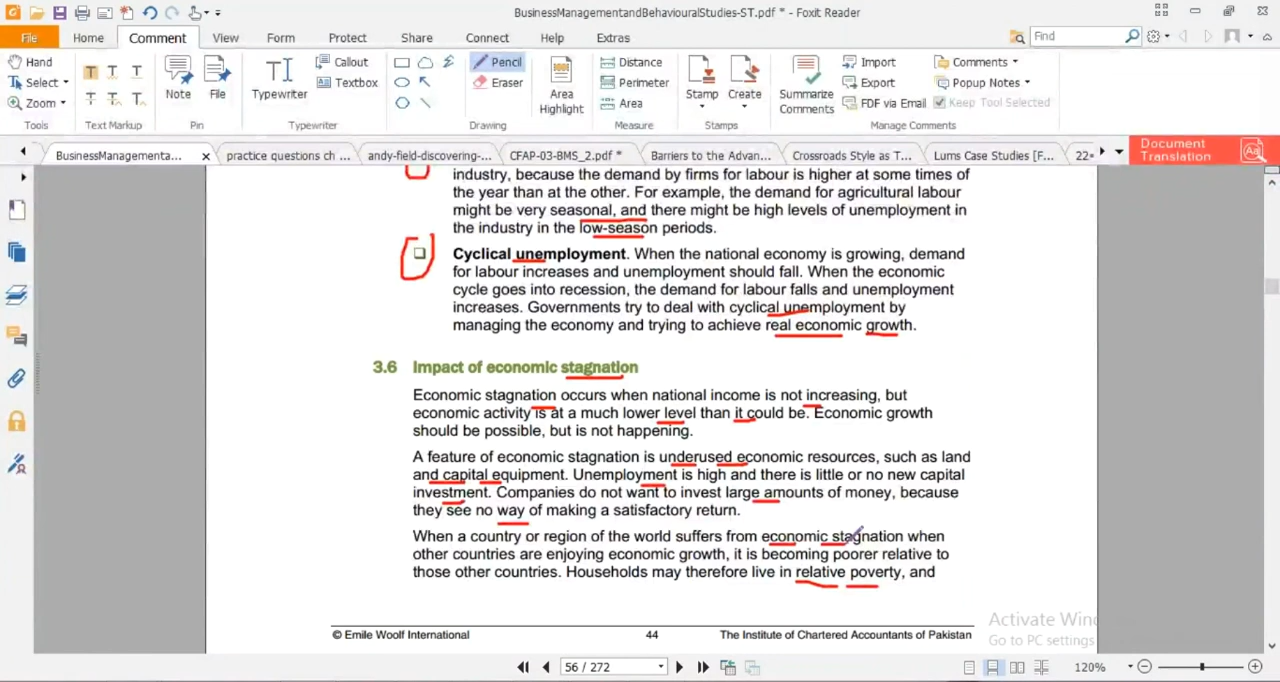 BusinessManagementandBehaviouralStudies-ST.pdf * - Foxit Reader
File Home Comment View Form Protect Share Connect Help Extras Find
Hand
Select
Zoom
Tools
Text Markup
Note
File
Pin
Typewriter
Callout
Textbox
Typewriter
Pencil
Eraser
Drawing
Area
Highlight
Distance
Perimeter
Area
Measure
Stamp
Create
Stamps
Summarize
Comments
Import
Export
FDF via Email
Comments
Popup Notes
Keep Tool Selected
Manage Comments
BusinessManagementa... practice questions ch ... andy-field-discovering-... CFAP-03-BMS_2.pdf * Barriers to the Advan... Crossroads Style as T... Lums Case Studies [F... 22
Document
Translation
industry, because the demand by firms for labour is higher at some times of
the year than at the other. For example, the demand for agricultural labour
might be very seasonal, and there might be high levels of unemployment in
the industry in the low-season periods.
Cyclical unemployment. When the national economy is growing, demand
for labour increases and unemployment should fall. When the economic
cycle goes into recession, the demand for labour falls and unemployment
increases. Governments try to deal with cyclical unemployment by
managing the economy and trying to achieve real economic growth.
3.6 Impact of economic stagnation
Economic stagnation occurs when national income is not increasing, but
economic activity is at a much lower level than it could be. Economic growth
should be possible, but is not happening.
A feature of economic stagnation is underused economic resources, such as land
and capital equipment. Unemployment is high and there is little or no new capital
investment. Companies do not want to invest large amounts of money, because
they see no way of making a satisfactory return.
When a country or region of the world suffers from economic stagnation when
other countries are enjoying economic growth, it is becoming poorer relative to
those other countries. Households may therefore live in relative poverty, and
© Emile Woolf International 44 The Institute of Chartered Accountants of Pakistan
Activate Win
Go to PC settings
56 / 272
120%